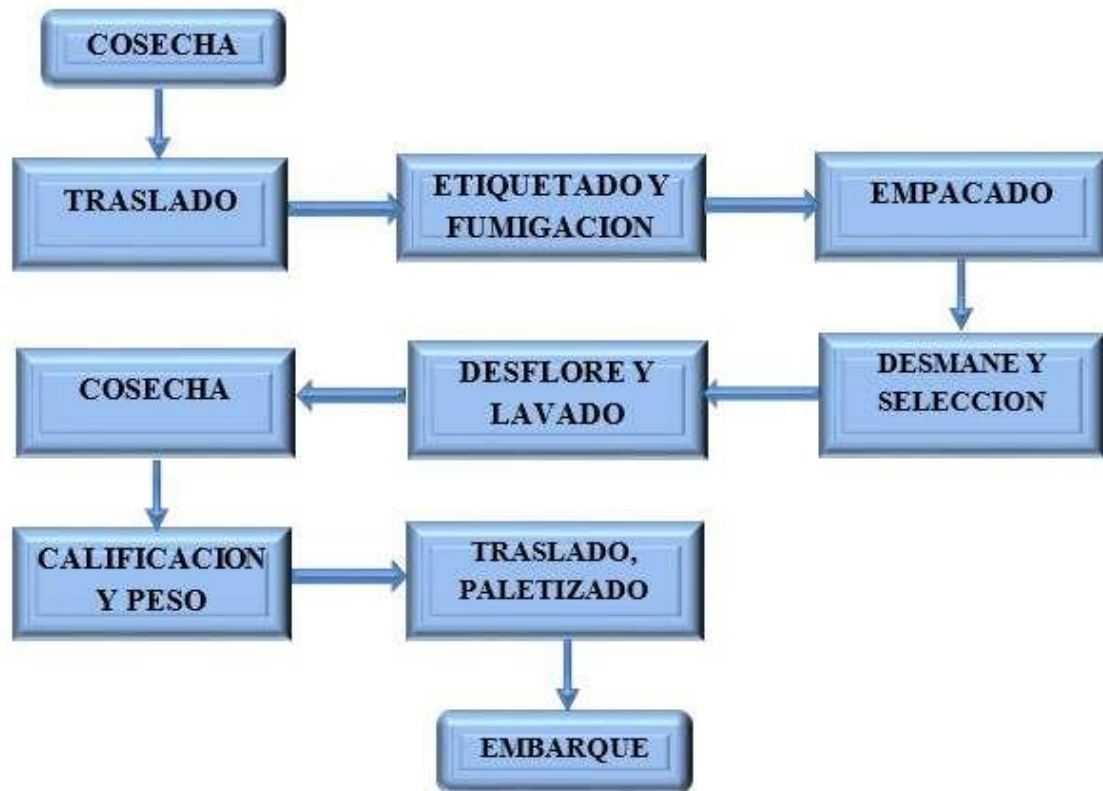 COSECHA
TRASLADO
ETIQUETADO Y
FUMIGACION
EMPACADO
DESMANE Y
SELECCION
DESFLORE Y
LAVADO
COSECHA
CALIFICACION
Y PESO
TRASLADO,
PALETIZADO
EMBARQUE